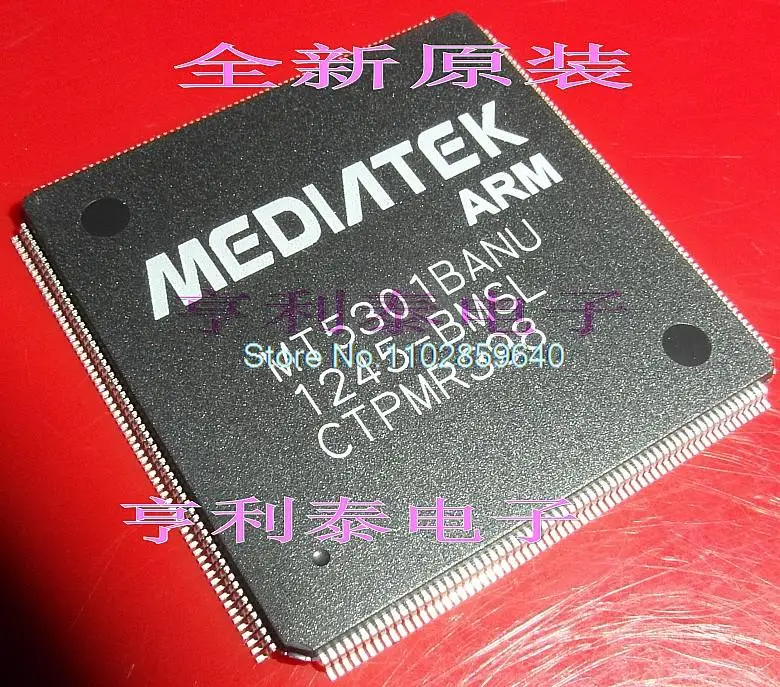 全新原装
MEDIATEK
ARM
MT5301BANU
亨利泰电子
1245-BMSL
Store No: 1102859640
亨利泰电子